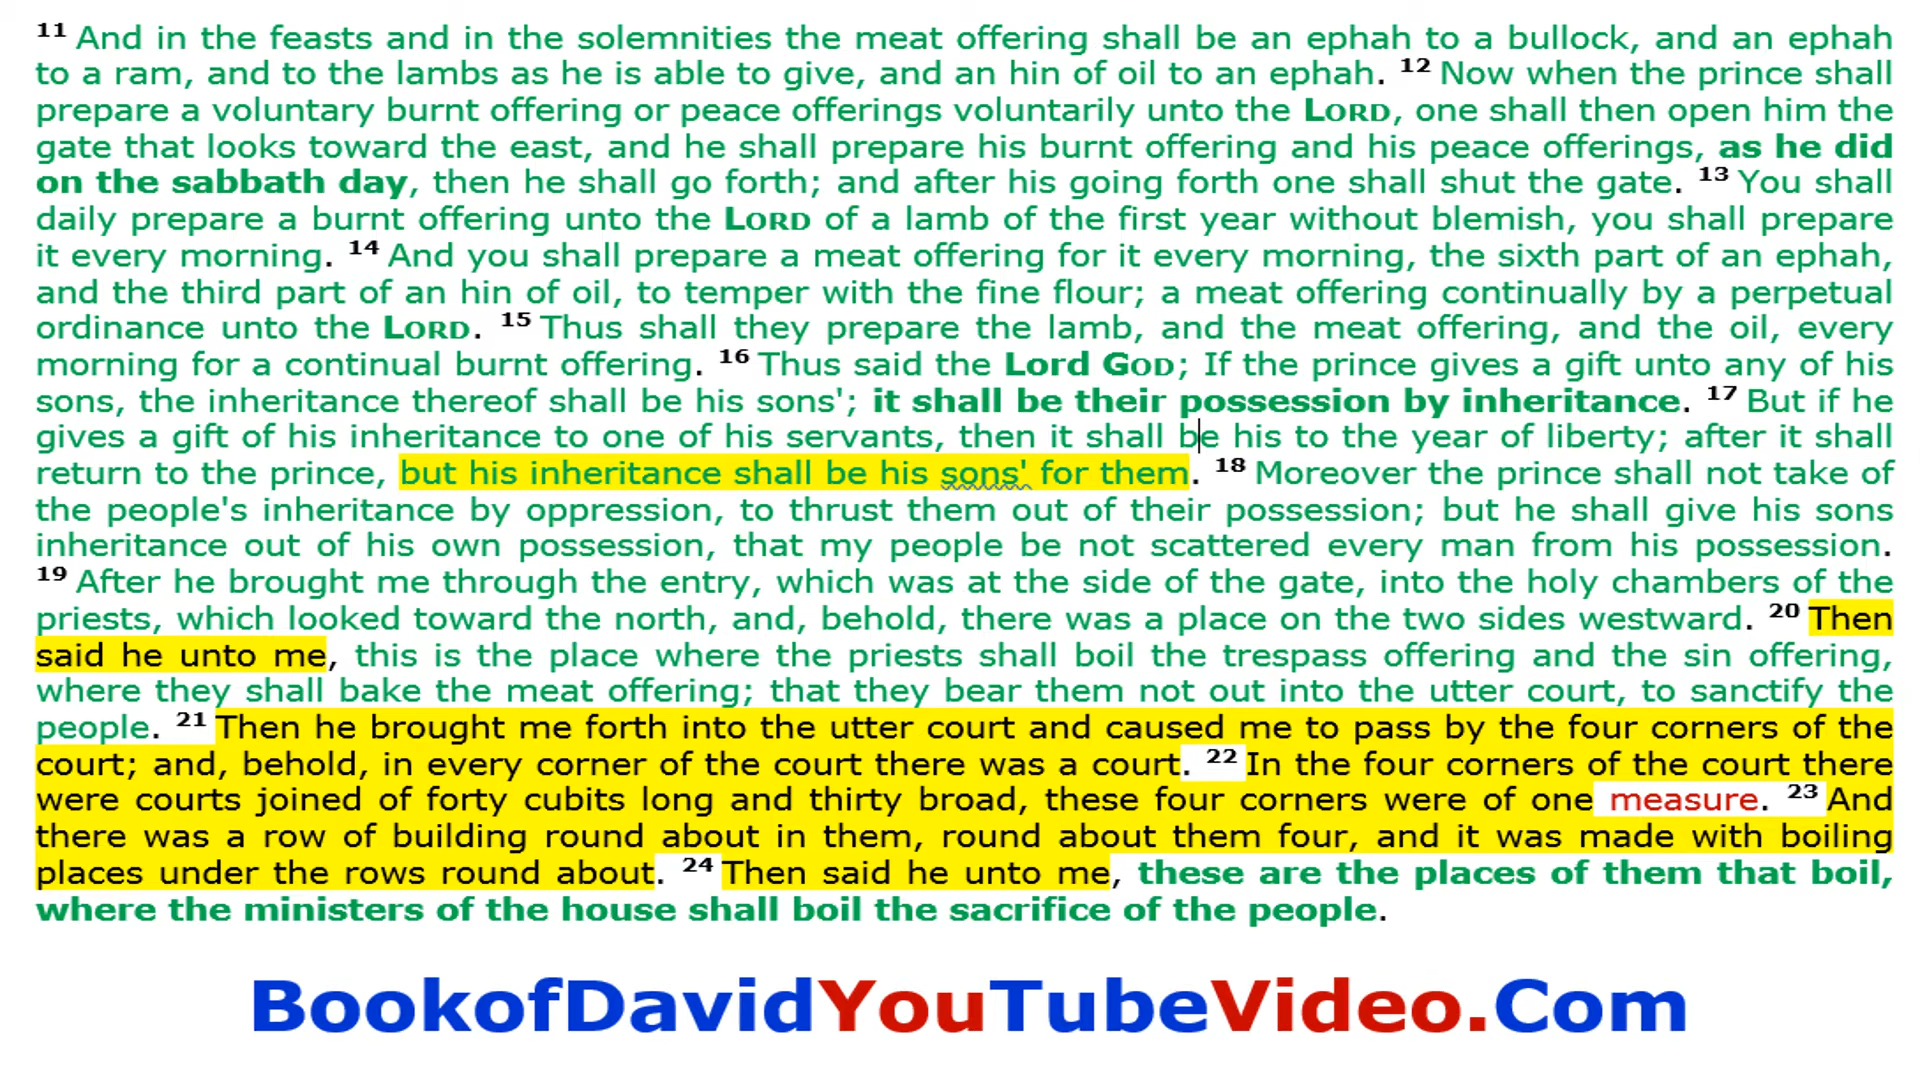 11 And in the feasts and in the solemnities the meat offering shall be an ephah to a bullock, and an ephah
to a ram, and to the lambs as he is able to give, and an hin of oil to an ephah. 12 Now when the prince shall
prepare a voluntary burnt offering or peace offerings voluntarily unto the LORD, one shall then open him the
gate that looks toward the east, and he shall prepare his burnt offering and his peace offerings, as he did
on the sabbath day, then he shall go forth; and after his going forth one shall shut the gate. 13 You shall
daily prepare a burnt offering unto the LORD of a lamb of the first year without blemish, you shall prepare
it every morning. 14 And you shall prepare a meat offering for it every morning, the sixth part of an ephah,
and the third part of an hin of oil, to temper with the fine flour; a meat offering continually by a perpetual
ordinance unto the LORD. 15 Thus shall they prepare the lamb, and the meat offering, and the oil, every
morning for a continual burnt offering. 16 Thus said the Lord GOD; If the prince gives a gift unto any of his
sons, the inheritance thereof shall be his sons'; it shall be their possession by inheritance. 17 But if he
gives a gift of his inheritance to one of his servants, then it shall be his to the year of liberty; after it shall
return to the prince, but his inheritance shall be his sons' for them. 18 Moreover the prince shall not take of
the people's inheritance by oppression, to thrust them out of their possession; but he shall give his sons
inheritance out of his own possession, that my people be not scattered every man from his possession.
19 After he brought me through the entry, which was at the side of the gate, into the holy chambers of the
priests, which looked toward the north, and, behold, there was a place on the two sides westward. 20 Then
said he unto me, this is the place where the priests shall boil the trespass offering and the sin offering,
where they shall bake the meat offering; that they bear them not out into the utter court, to sanctify the
people. 21 Then he brought me forth into the utter court and caused me to pass by the four corners of the
court; and, behold, in every corner of the court there was a court. 22 In the four corners of the court there
were courts joined of forty cubits long and thirty broad, these four corners were of one measure. 23 And
there was a row of building round about in them, round about them four, and it was made with boiling
places under the rows round about. 24 Then said he unto me, these are the places of them that boil,
where the ministers of the house shall boil the sacrifice of the people.
BookofDavidYouTubeVideo.Com